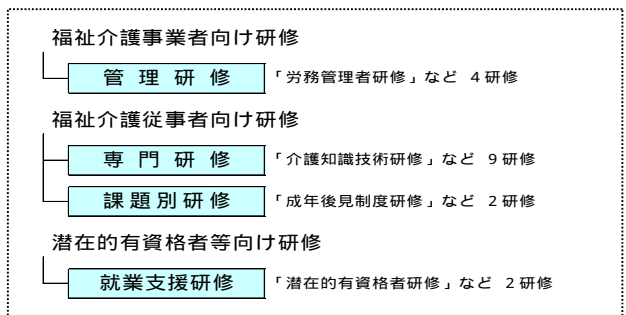 福祉介護事業者向け研修
管理研修 「労務管理者研修」など 4研修
福祉介護従事者向け研修
専門研修 「介護知識技術研修」など 9研修
課題別研修 「成年後見制度研修」など 2研修
潜在的有資格者等向け研修
就業支援研修 「潜在的有資格者研修」など 2研修